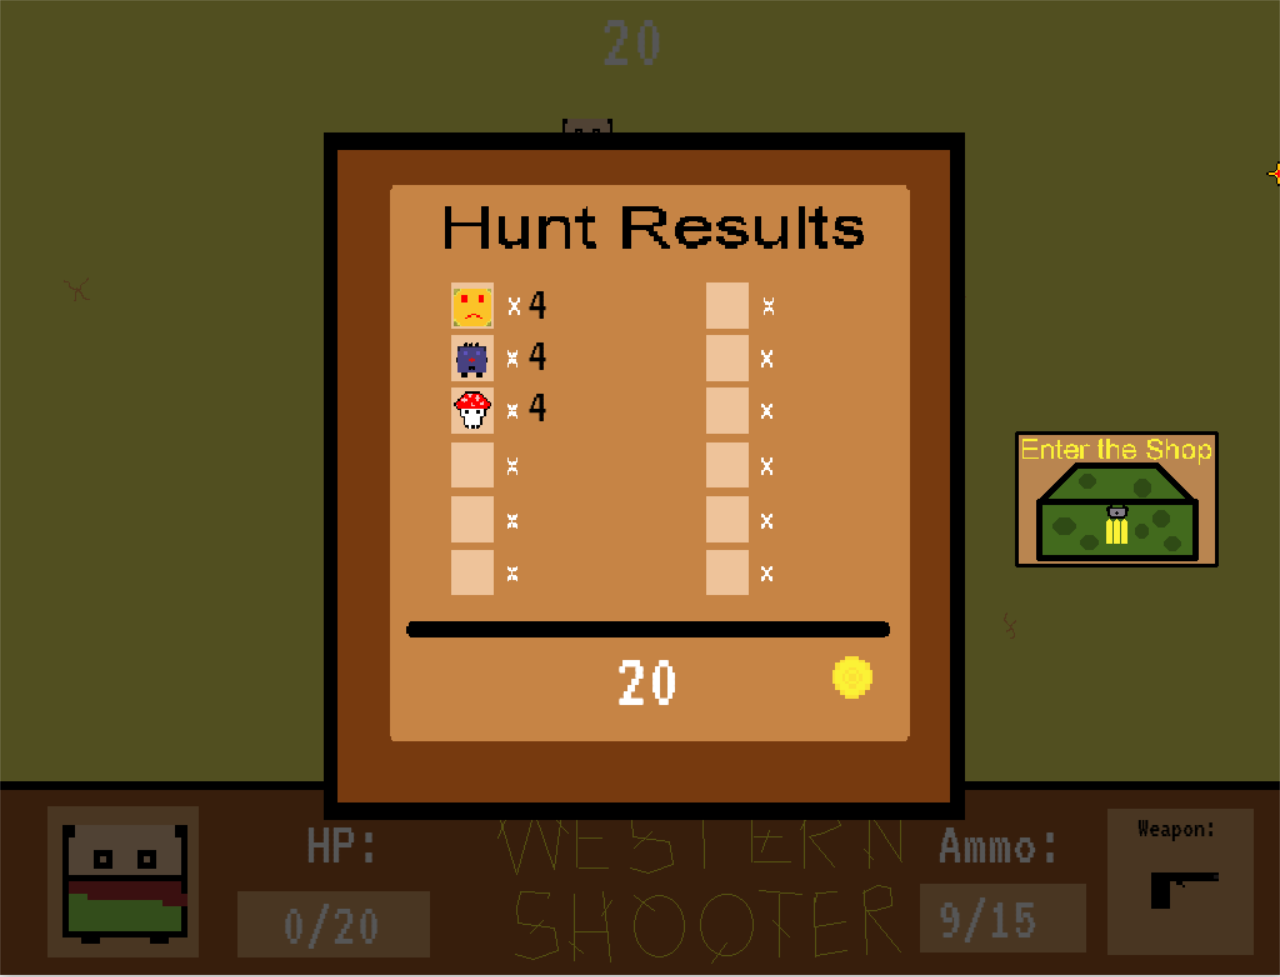 20
Hunt Results
x 4 x
x 4 x
x 4 x
x x
x x
x x
Enter the Shop
20
HP:
0/20
WESTERN
SHOOTER
Ammo:
9/15
Weapon: